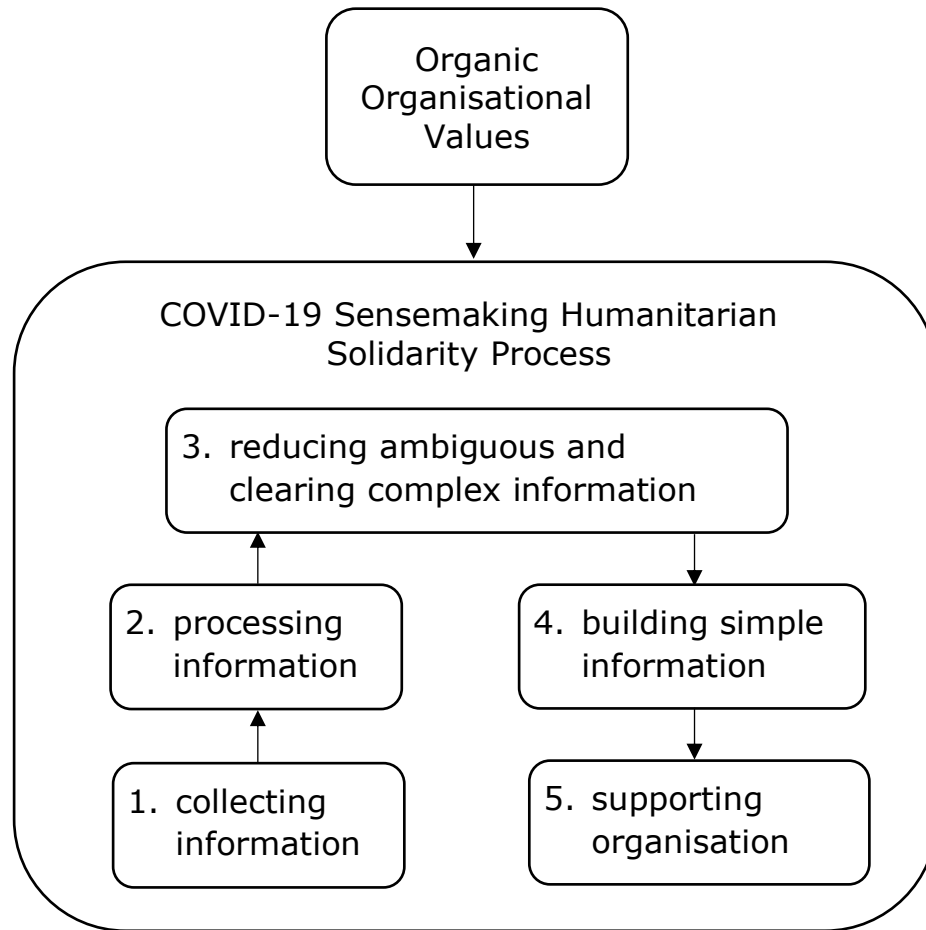 Organic
Organisational
Values
COVID-19 Sensemaking Humanitarian
Solidarity Process
3. reducing ambiguous and
clearing complex information
2. processing
information
4. building simple
information
1. collecting
information
5. supporting
organisation